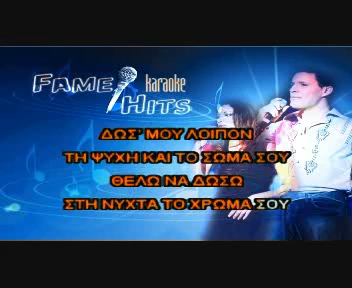 FAME karaoke
HITS
ΔΩΣ' ΜΟΥ ΛΟΙΠΟΝ
ΤΗ ΨΥΧΗ ΚΑΙ ΤΟ ΣΩΜΑ ΣΟΥ
ΘΕΛΩ ΝΑ ΔΩΣΩ
ΣΤΗ ΝΥΧΤΑ ΤΟ ΧΡΩΜΑ ΣΟΥ